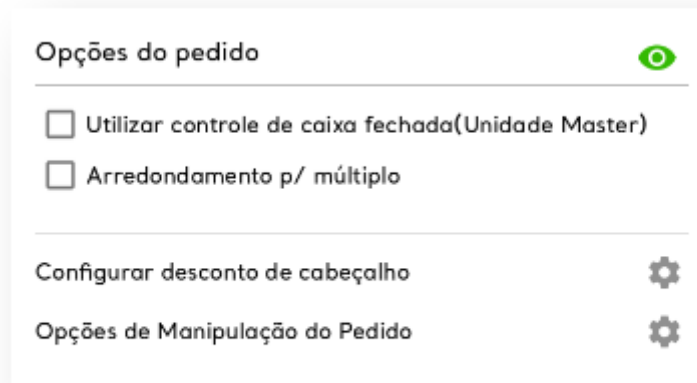 Opções do pedido
Utilizar controle de caixa fechada(Unidade Master)
Arredondamento p/ múltiplo
Configurar desconto de cabeçalho
Opções de Manipulação do Pedido